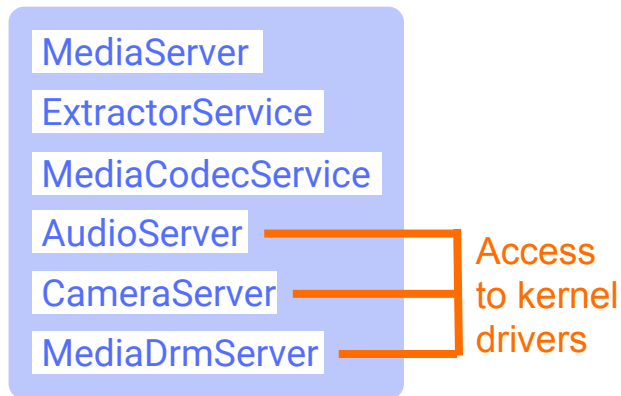 MediaServer
ExtractorService
MediaCodecService
AudioServer
CameraServer
MediaDrmServer
Access
to kernel
drivers